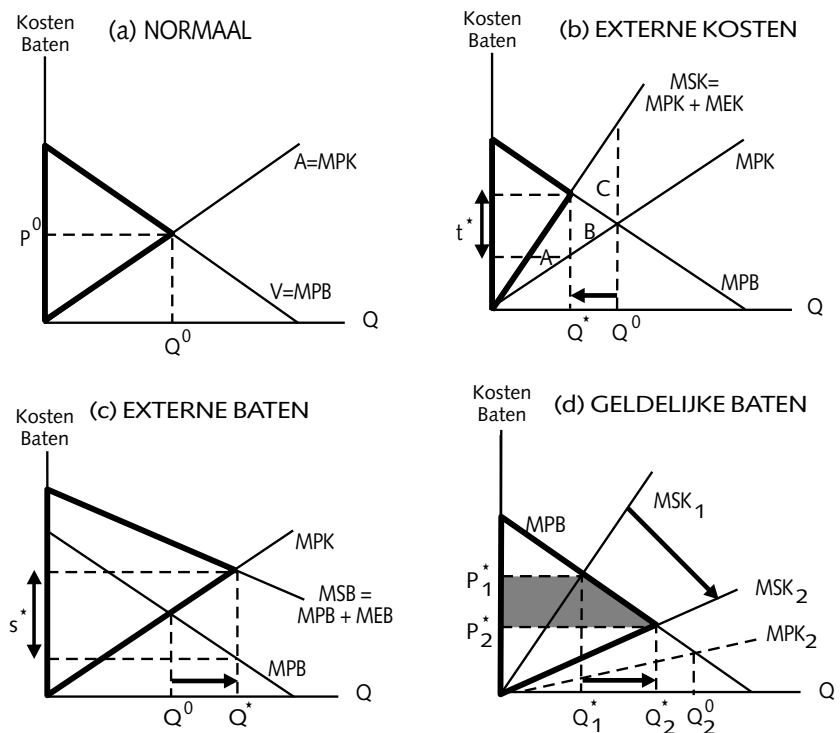 (a) NORMAAL
Kosten
Baten
A=MPK
P⁰
V=MPB
Q⁰
Q
(b) EXTERNE KOSTEN
Kosten
Baten
MSK=
MPK + MEK
MPK
C
t*
B
A
MPB
Q*
Q⁰
Q
(c) EXTERNE BATEN
Kosten
Baten
MPK
MSB =
MPB + MEB
s*
MPB
Q⁰
Q*
Q
(d) GELDELIJKE BATEN
Kosten
Baten
MSK₁
MPB
P₁*
MSK₂
P₂*
MPK₂
Q₁*
Q₂*
Q₂⁰
Q